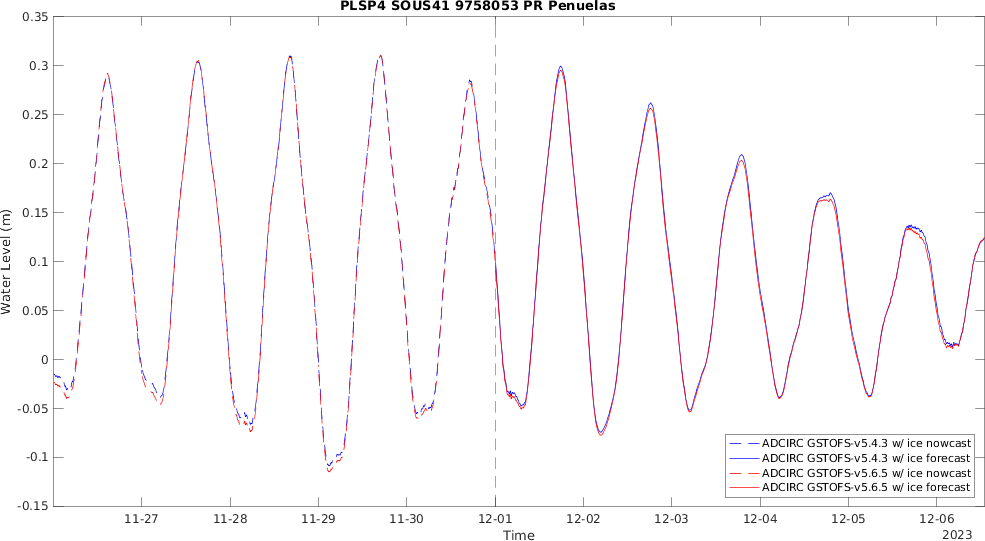 PLSP4 SOUS41 9758053 PR Penuelas
0.35
0.3
0.25
0.2
0.15
0.1
0.05
0
-0.05
-0.1
-0.15
Water Level (m)
ADCIRC GSTOFS-v5.4.3 w/ ice nowcast
ADCIRC GSTOFS-v5.4.3 w/ ice forecast
ADCIRC GSTOFS-v5.6.5 w/ ice nowcast
ADCIRC GSTOFS-v5.6.5 w/ ice forecast
11-27 11-28 11-29 11-30 12-01 12-02 12-03 12-04 12-05 12-06
Time
2023